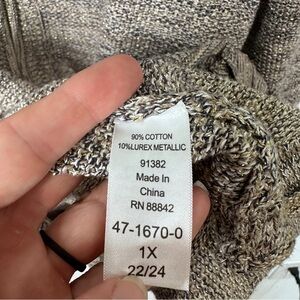 90% COTTON
10%LUREX METALLIC
91382
Made In
China
RN 88842
47-1670-0
1X
22/24